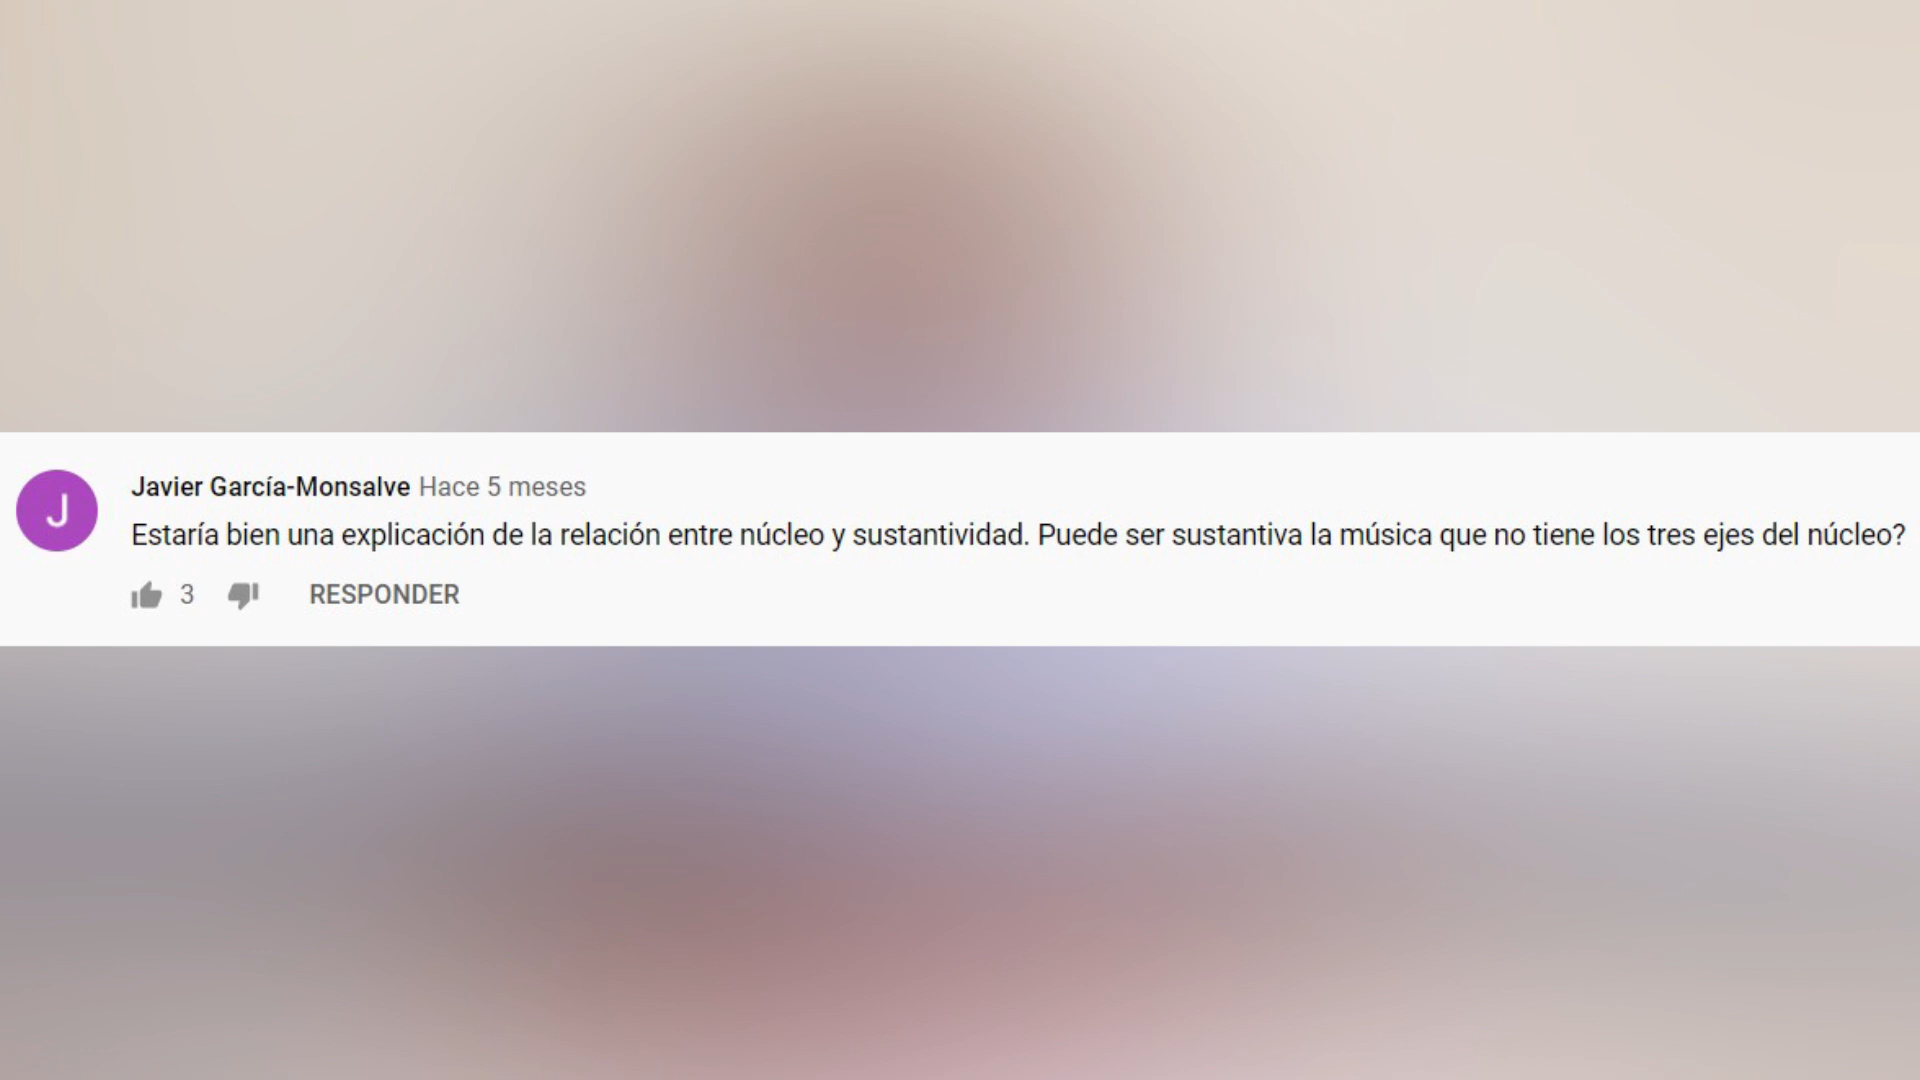 J
Javier García-Monsalve Hace 5 meses
Estaría bien una explicación de la relación entre núcleo y sustantividad. Puede ser sustantiva la música que no tiene los tres ejes del núcleo?
3 RESPONDER